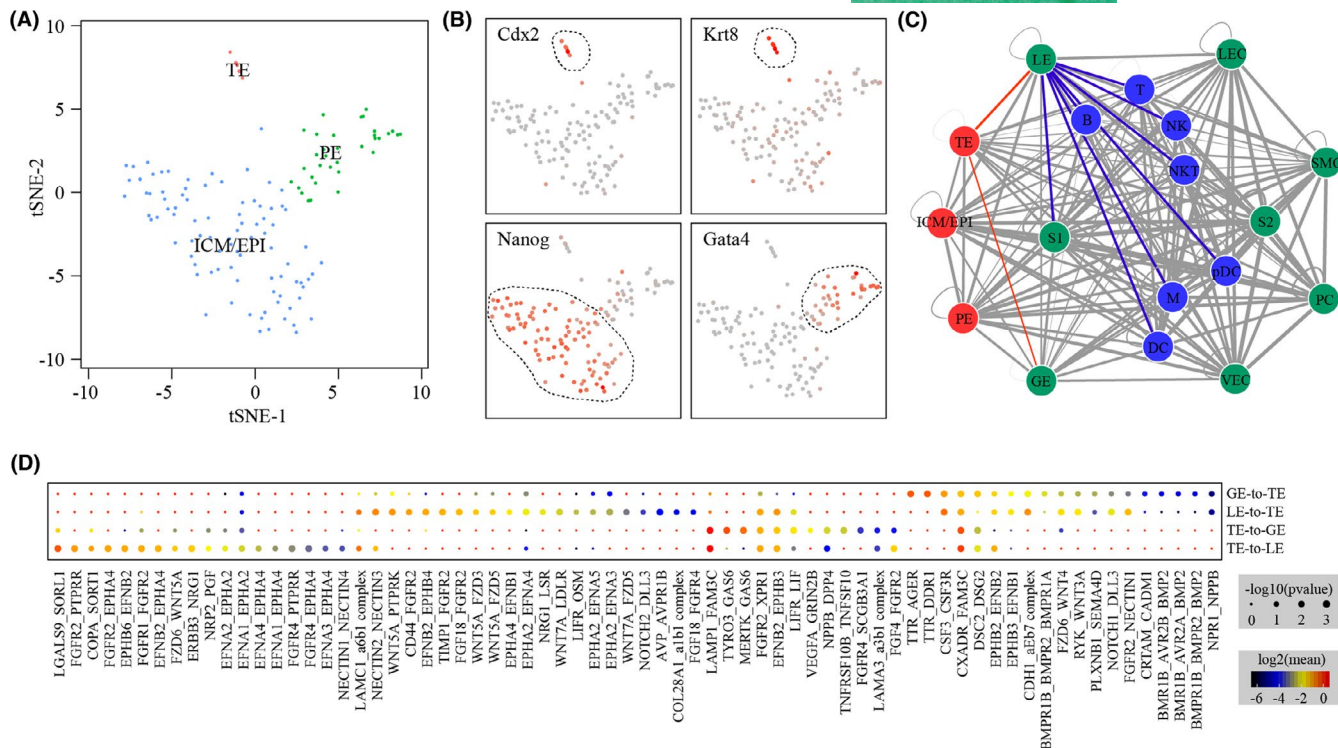 (A)
TE
PE
ICM/EPI
10
5
0
-5
-10
-10
-5
0
5
10
tSNE-2
tSNE-1
(B)
Cdx2
Krt8
Nanog
Gata4
(C)
LE
LEC
T
B
NK
TE
NKT
SMC
ICM/EPI
S1
S2
pDC
M
PC
PE
DC
GE
VEC
(D)
GE-to-TE
LE-to-TE
TE-to-GE
TE-to-LE
LGALS9_SORL1
FGFR2_PTPRR
COPA_SORT1
FGFR2_EPHA4
EPHB6_EFNB2
FGFR1_FGFR2
EFNB2_EPHA4
FZD6_WNT5A
ERBB3_NRG1
NRP2_PGF
EFNA2_EPHA2
EFNA1_EPHA2
EFNA1_EPHA4
EFNA4_EPHA4
FGFR4_PTPRR
FGFR4_EPHA4
EFNA3_EPHA4
NECTIN1_NECTIN4
LAMC1_a6b1 complex
NECTIN2_NECTIN3
WNT5A_PTPRK
CD44_FGFR2
EFNB2_EPHB4
TIMP1_FGFR2
FGF18_FGFR2
WNT5A_FZD3
WNT5A_FZD5
EPHA4_EFNB1
EFNA2_EPHA4
NRG1_LSR
WNT7A_LDLR
LIFR_OSM
EPHA2_EFNA5
EPHA2_EFNA3
WNT7A_FZD5
NOTCH2_DLL3
AVP_AVPR1B
COL28A1_a1b1 complex
FGF18_FGFR4
LAMP1_FAM3C
TYRO3_GAS6
MERTK_GAS6
FGFR2_XPR1
EFNB2_EPHB3
LIFR_LIF
VEGFA_GRIN2B
NPPB_DPP4
TNFRSF10B_TNFSF10
FGFR4_SCGB3A1
LAMA3_a3b1 complex
FGF4_FGFR2
TTR_AGER
TTR_DDR1
CSF3_CSF3R
CXADR_FAM3C
DSC2_DSG2
EPHB2_EFNB2
EPHB3_EFNB1
CDH1_aEb7 complex
BMPR1B_BMPR2_BMPR1A
FZD6_WNT4
RYK_WNT3A
PLXNB1_SEMA4D
NOTCH1_DLL3
FGFR2_NECTIN1
CRTAM_CADM1
BMR1B_AVR2B_BMP2
BMR1B_AVR2A_BMP2
BMPR1B_BMPR2_BMP2
NPR1_NPPB
-log10(pvalue)
0 1 2 3
log2(mean)
-6 -4 -2 0